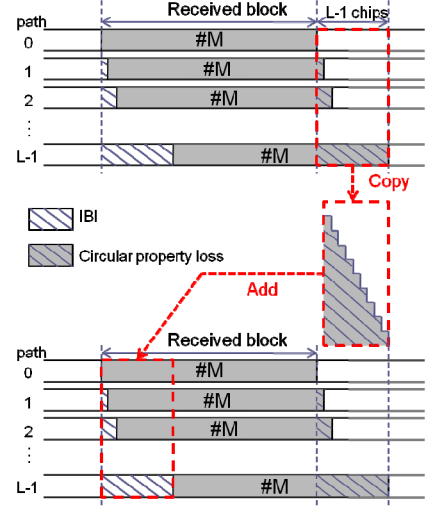 Received block
L-1 chips
path
0
#M
1
#M
2
#M
⋮
L-1
#M
Copy
IBI
Circular property loss
Add
Received block
path
0
#M
1
#M
2
#M
⋮
L-1
#M